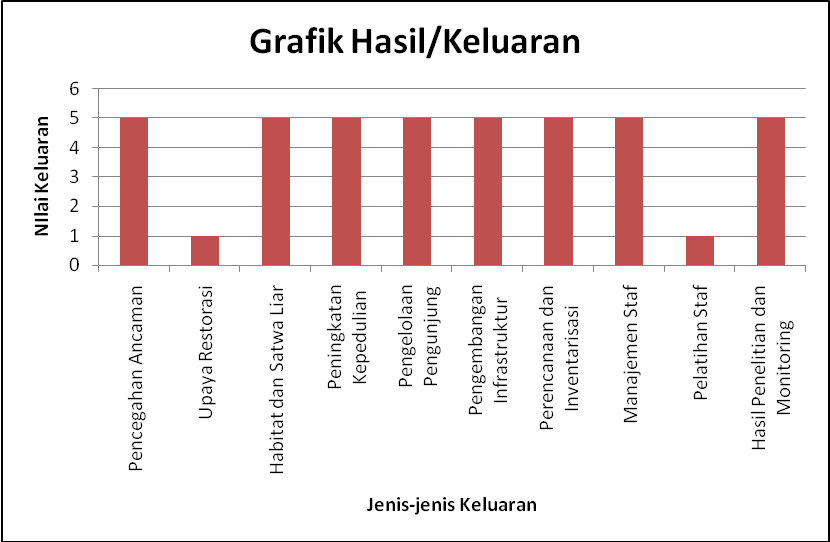 Grafik Hasil/Keluaran
NIlai Keluaran
6
5
4
3
2
1
0
Pencegahan Ancaman
Upaya Restorasi
Habitat dan Satwa Liar
Peningkatan
Kepedulian
Pengelolaan
Pengunjung
Pengembangan
Infrastruktur
Perencanaan dan
Inventarisasi
Manajemen Staf
Pelatihan Staf
Hasil Penelitian dan
Monitoring
Jenis-jenis Keluaran